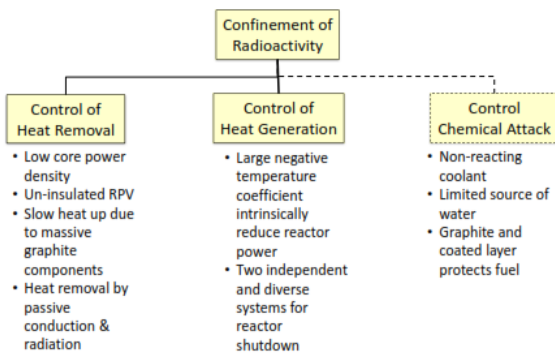 Confinement of
Radioactivity
Control of
Heat Removal
• Low core power
density
• Un-insulated RPV
• Slow heat up due
to massive
graphite
components
• Heat removal by
passive
conduction &
radiation
Control of
Heat Generation
• Large negative
temperature
coefficient
intrinsically
reduce reactor
power
• Two independent
and diverse
systems for
reactor
shutdown
Control
Chemical Attack
• Non-reacting
coolant
• Limited source of
water
• Graphite and
coated layer
protects fuel